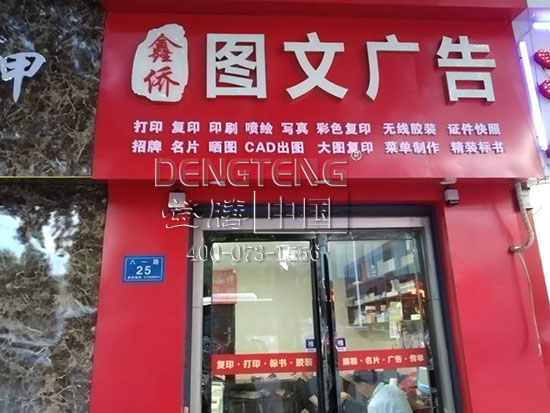 甲
鑫侨 图文广告
打印 复印 印刷 喷绘 写真 彩色复印 无线胶装 证件快照
招牌 名片 晒图 CAD出图 大图复印 菜单制作 精装标书
DENGTENG®
登腾 中国
400-073-1556
八一路
25
复印·打印·标书·胶装
名片·广告